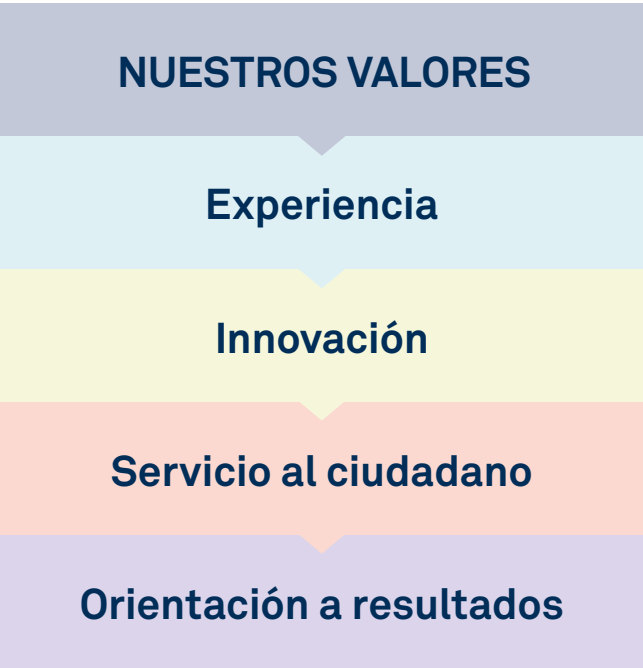 NUESTROS VALORES
Experiencia
Innovación
Servicio al ciudadano
Orientación a resultados